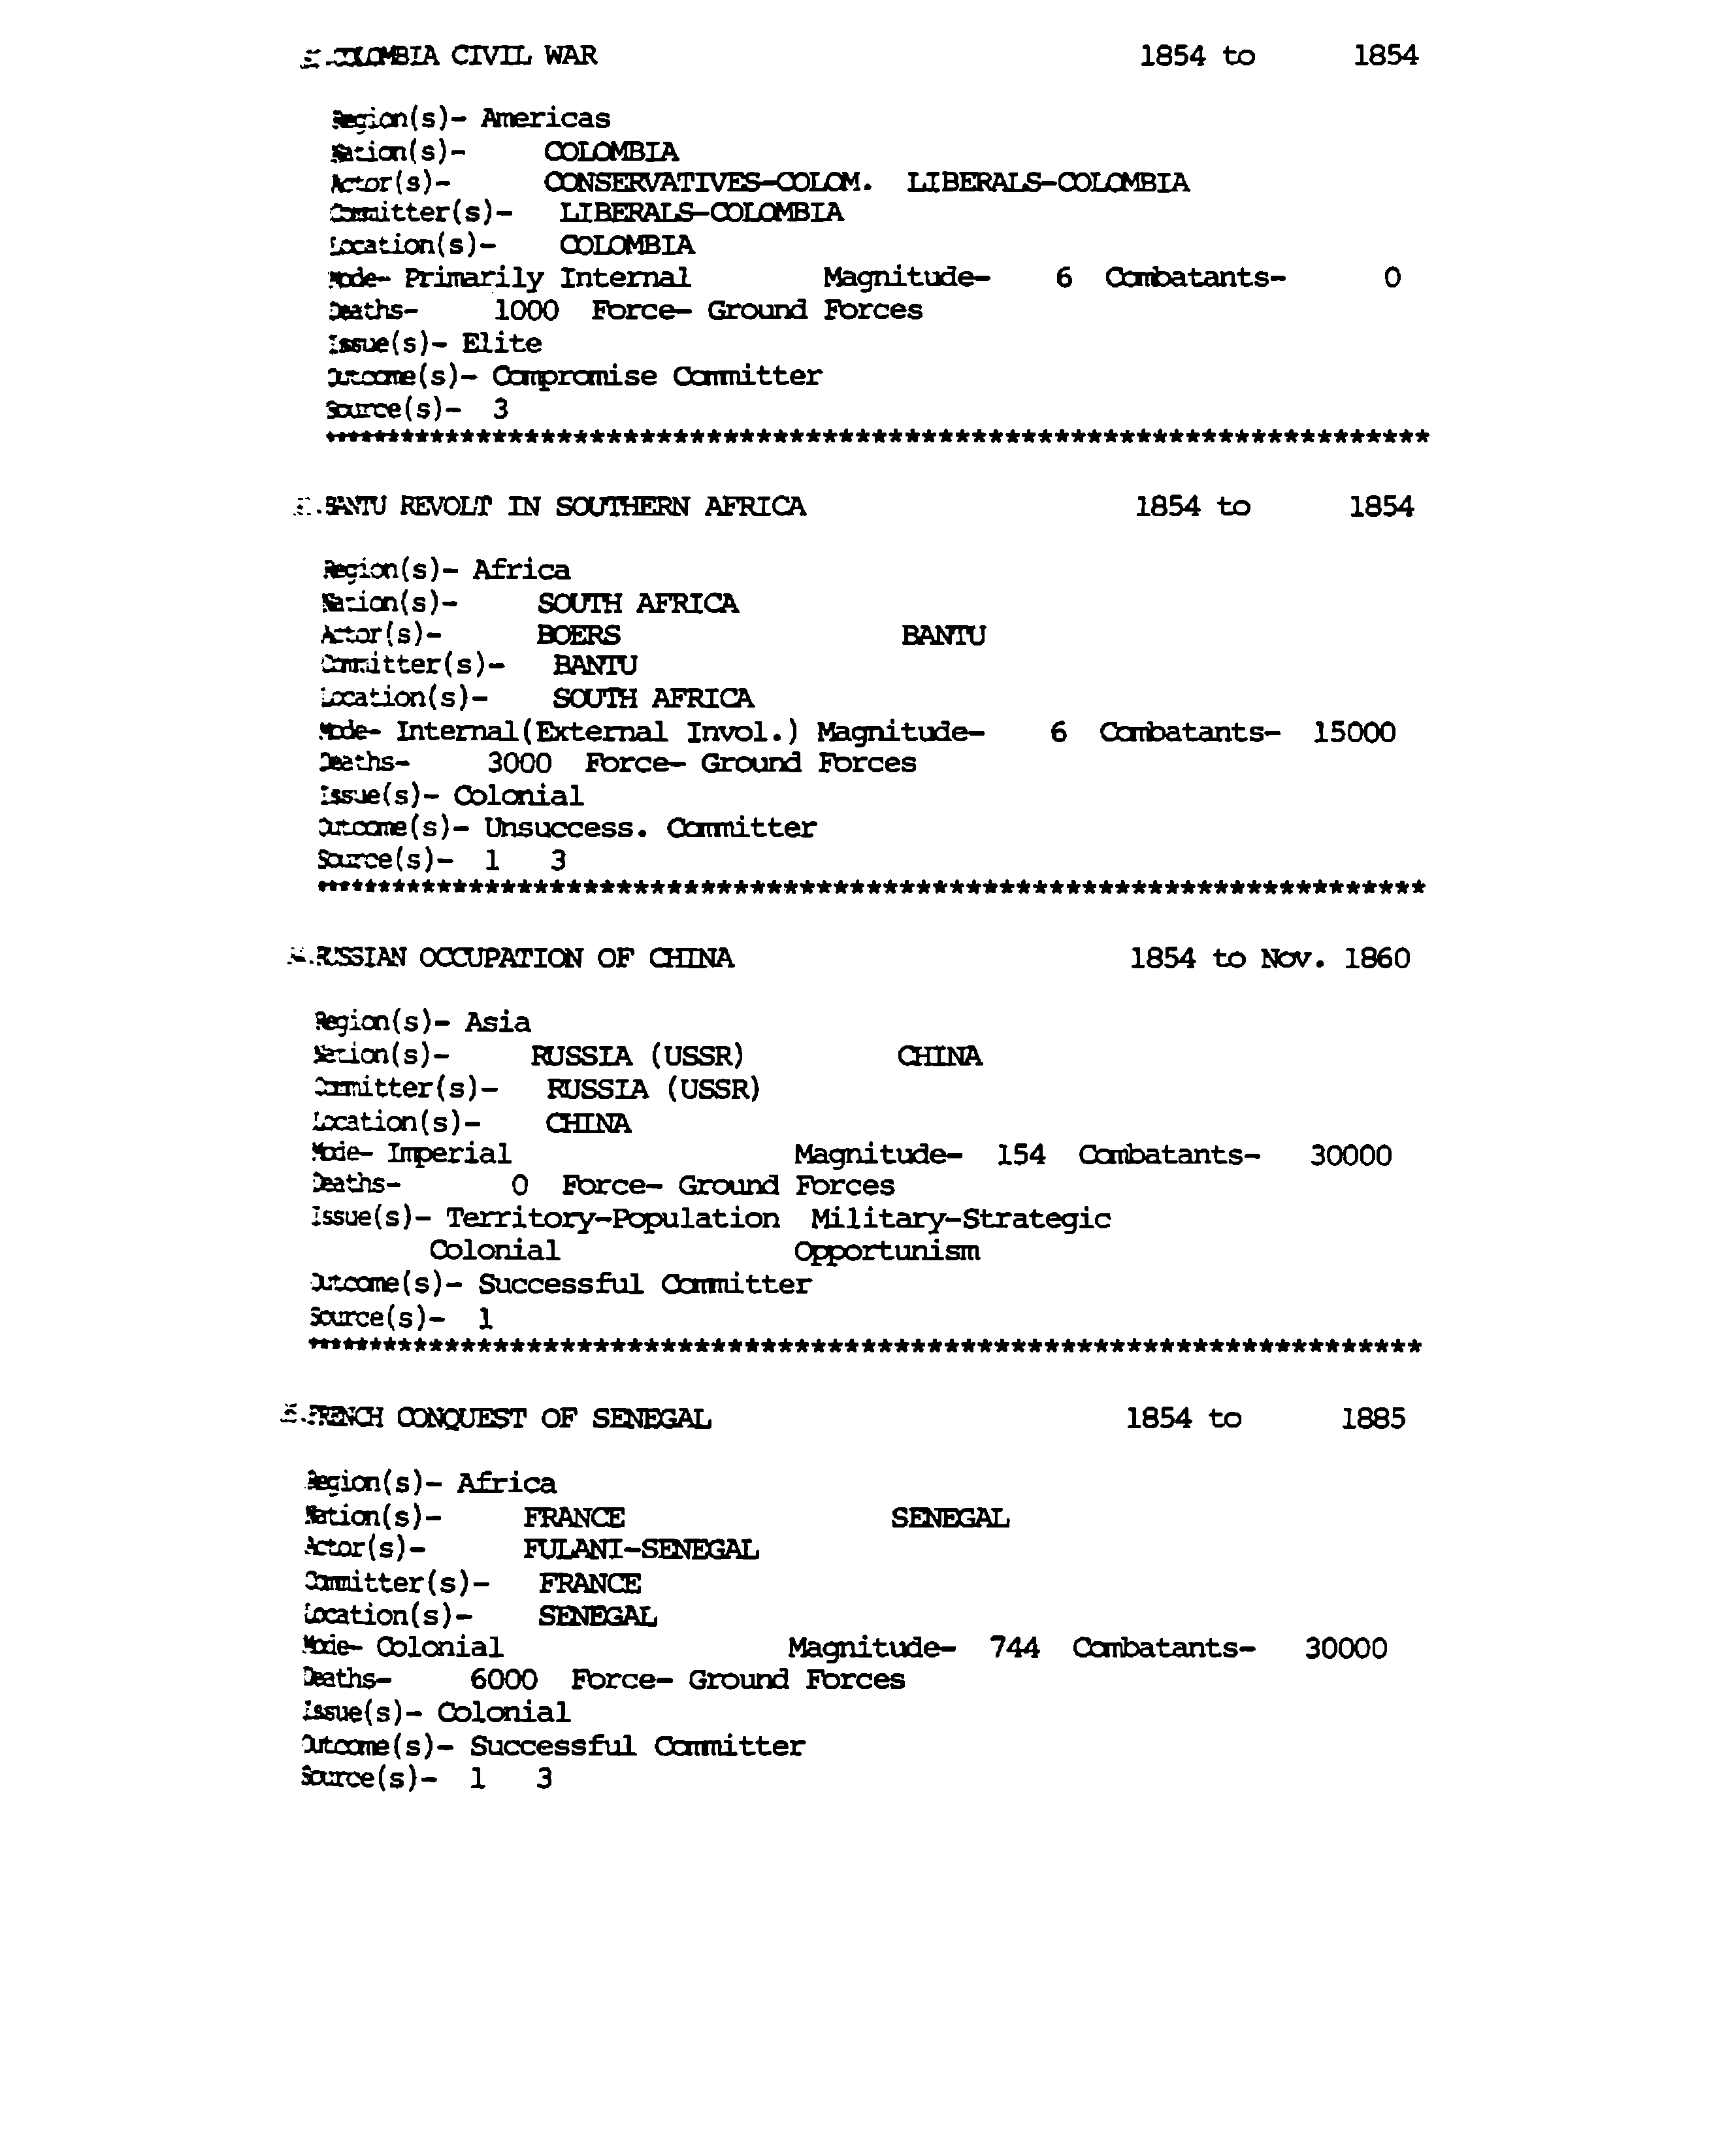 COLOMBIA CIVIL WAR 1854 to 1854
Region(s)- Americas
Nation(s)- COLOMBIA
Actor(s)- CONSERVATIVES-COLOM. LIBERALS-COLOMBIA
Committer(s)- LIBERALS-COLOMBIA
Location(s)- COLOMBIA
Mode- Primarily Internal Magnitude- 6 Combatants- 0
Deaths- 1000 Force- Ground Forces
Issue(s)- Elite
Outcome(s)- Compromise Committer
Source(s)- 3
*******************************************************************
BANTU REVOLT IN SOUTHERN AFRICA 1854 to 1854
Region(s)- Africa
Nation(s)- SOUTH AFRICA
Actor(s)- BOERS BANTU
Committer(s)- BANTU
Location(s)- SOUTH AFRICA
Mode- Internal(External Invol.) Magnitude- 6 Combatants- 15000
Deaths- 3000 Force- Ground Forces
Issue(s)- Colonial
Outcome(s)- Unsuccess. Committer
Source(s)- 1 3
*******************************************************************
RUSSIAN OCCUPATION OF CHINA 1854 to Nov. 1860
Region(s)- Asia
Nation(s)- RUSSIA (USSR) CHINA
Committer(s)- RUSSIA (USSR)
Location(s)- CHINA
Mode- Imperial Magnitude- 154 Combatants- 30000
Deaths- 0 Force- Ground Forces
Issue(s)- Territory-Population Military-Strategic
Colonial Opportunism
Outcome(s)- Successful Committer
Source(s)- 1
*******************************************************************
FRENCH CONQUEST OF SENEGAL 1854 to 1885
Region(s)- Africa
Nation(s)- FRANCE SENEGAL
Actor(s)- FULANI-SENEGAL
Committer(s)- FRANCE
Location(s)- SENEGAL
Mode- Colonial Magnitude- 744 Combatants- 30000
Deaths- 6000 Force- Ground Forces
Issue(s)- Colonial
Outcome(s)- Successful Committer
Source(s)- 1 3